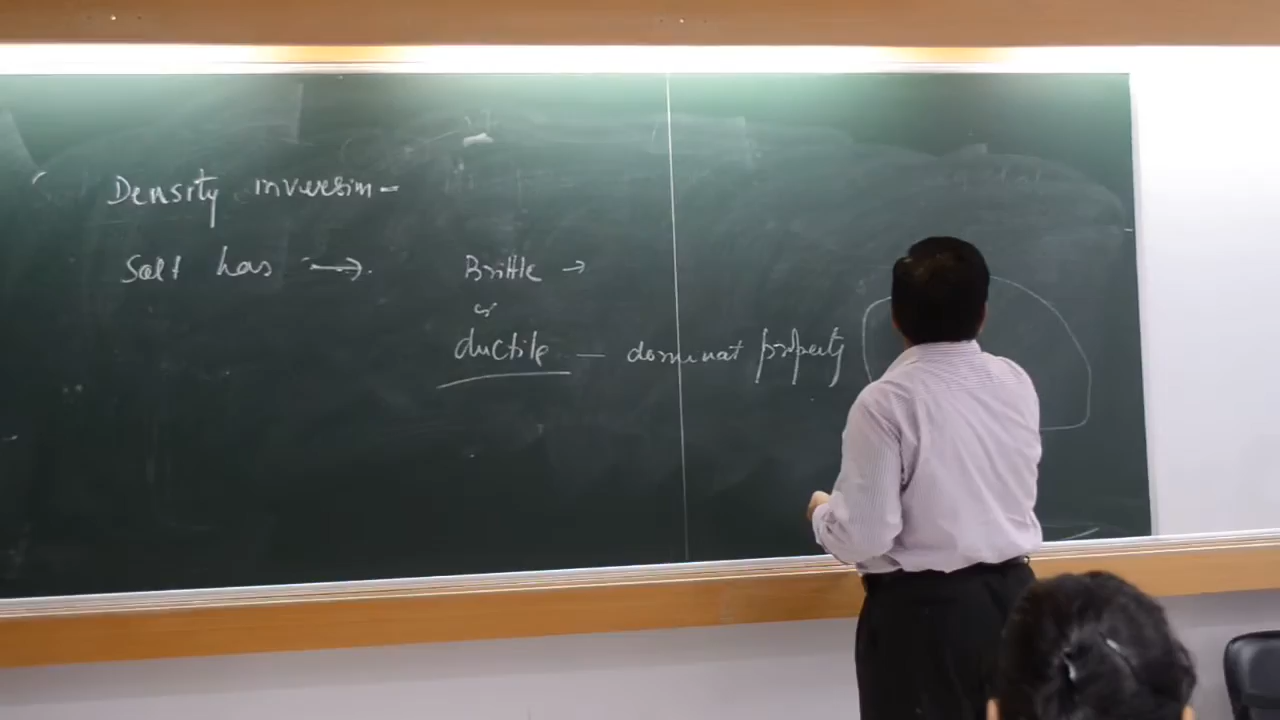 Density inversion -
Salt has → Brittle →
or
ductile — dominat property